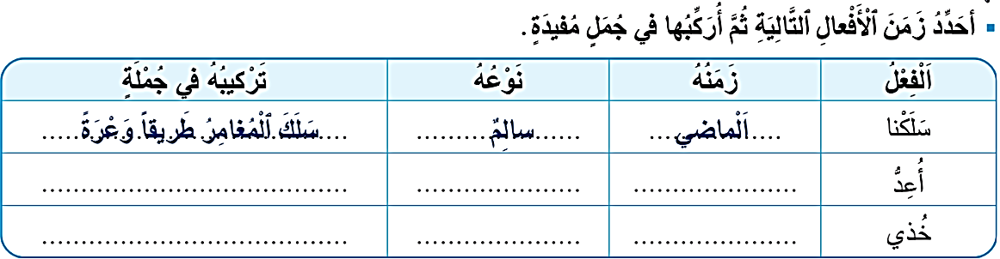 ▪ أُحَدِّدُ زَمَنَ ٱلْأَفْعالِ ٱلتَّالِيَةِ ثُمَّ أُرَكِّبُها في جُمَلٍ مُفيدَةٍ.
اَلْفِعْلُ زَمَنُهُ نَوْعُهُ تَرْكيبُهُ في جُمْلَةٍ
سَلَكْنا ....اَلْماضي.... ......سالِمٌ.......... ....سَلَكَ ٱلْمُغامِرُ طَريقاً وَعْرَةً.....
أُعِدُّ .................... .................... ....................................
خُذي .................... .................... ....................................